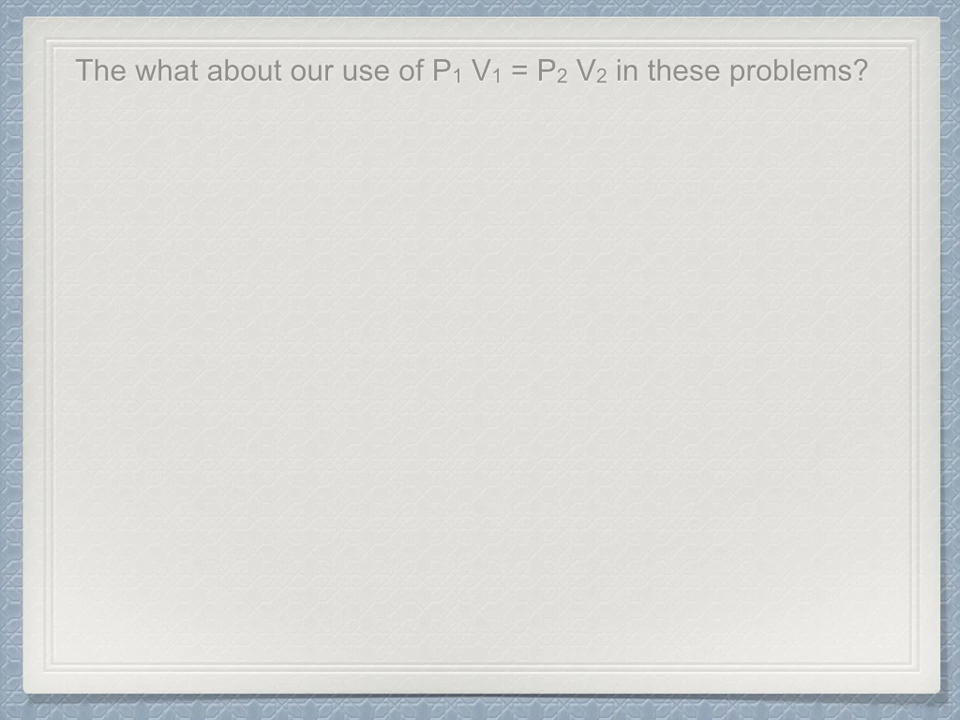 The what about our use of P₁ V₁ = P₂ V₂ in these problems?